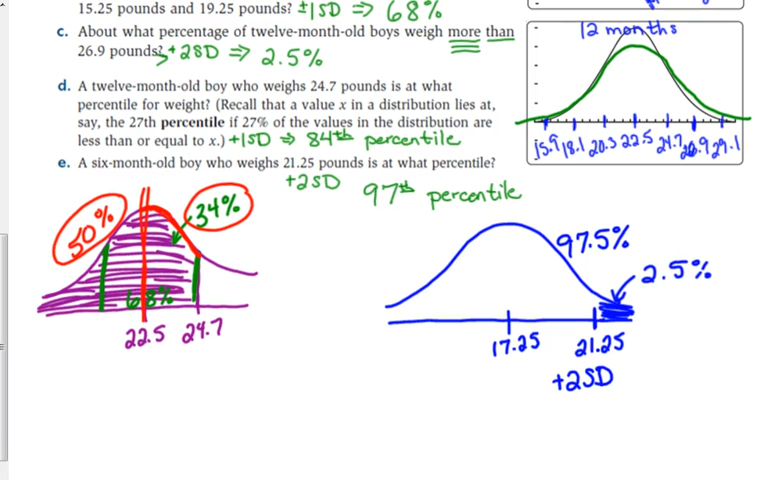 15.25 pounds and 19.25 pounds? ±1SD ⇒ 68%
c. About what percentage of twelve-month-old boys weigh more than
26.9 pounds? +2SD ⇒ 2.5%
d. A twelve-month-old boy who weighs 24.7 pounds is at what
percentile for weight? (Recall that a value x in a distribution lies at,
say, the 27th percentile if 27% of the values in the distribution are
less than or equal to x.) +1SD ⇒ 84th percentile
e. A six-month-old boy who weighs 21.25 pounds is at what percentile?
+2SD 97th percentile
12 months
15.9 18.1 20.3 22.5 24.7 26.9 29.1
50%
34%
68%
22.5 24.7
97.5%
2.5%
17.25 21.25
+2SD